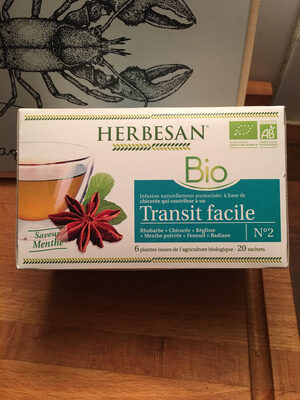 HERBESAN®
Bio
AB
Infusion naturellement aromatisée, à base de
chicorée qui contribue à un
Transit facile
Rhubarbe + Chicorée + Réglisse
+ Menthe poivrée + Fenouil + Badiane
N°2
Saveur
Menthe
6 plantes issues de l'agriculture biologique - 20 sachets